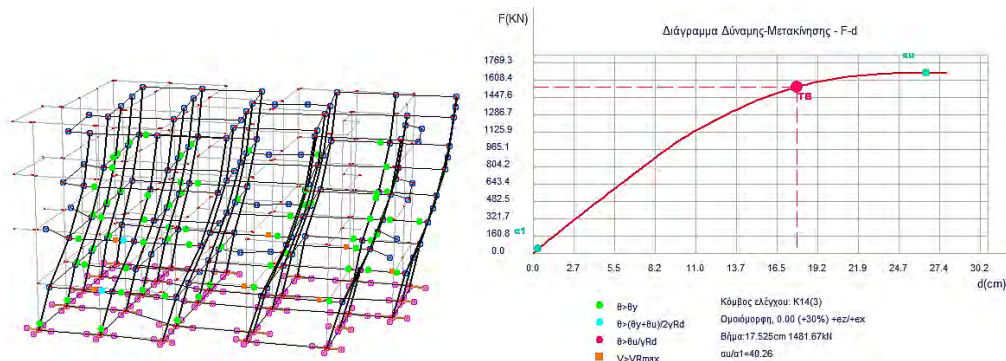 F(KN)
Διάγραμμα Δύναμης-Μετακίνησης - F-d
αu
1769.3
1608.4
1447.6
1286.7
1125.9
965.1
804.2
643.4
482.5
321.7
160.8
0.0
TB
α1
0.0 2.7 5.5 8.2 11.0 13.7 16.5 19.2 21.9 24.7 27.4 30.2
d(cm)
θ>θy
θ>(θy+θu)/2γRd
θ>θu/γRd
V>VRmax
Κόμβος ελέγχου: K14(3)
Ομοιόμορφη, 0.00 (+30%) +ez/+ex
Βήμα:17.525cm 1481.67kN
αu/α1=40.26